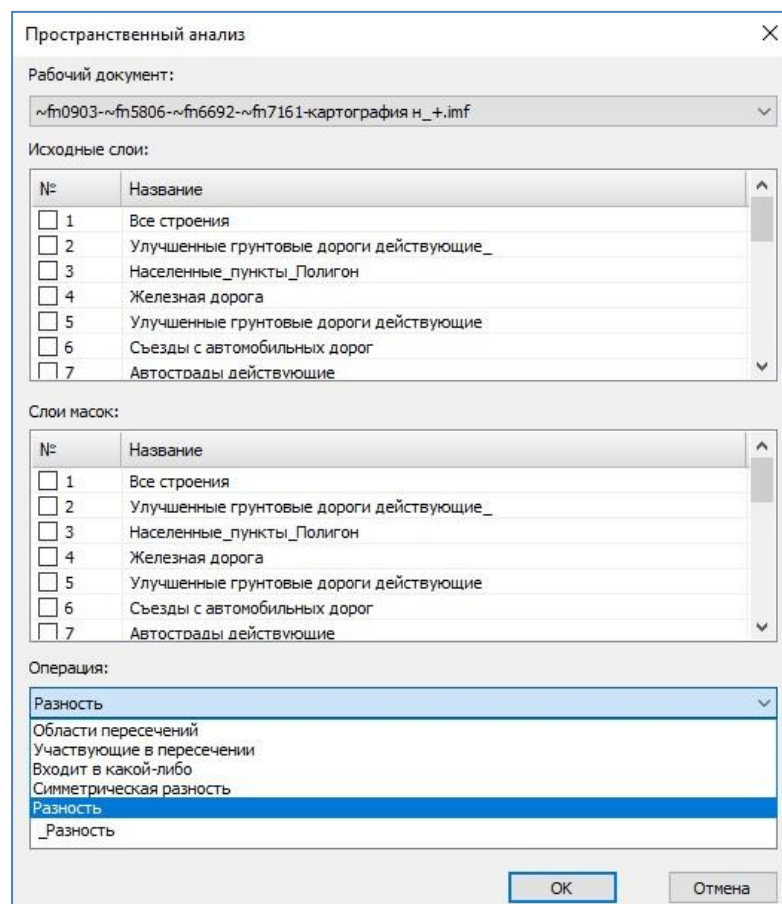 Пространственный анализ
Рабочий документ:
~fn0903-~fn5806-~fn6692-~fn7161-картография н_+.imf
Исходные слои:
№ Название
1 Все строения
2 Улучшенные грунтовые дороги действующие_
3 Населенные_пункты_Полигон
4 Железная дорога
5 Улучшенные грунтовые дороги действующие
6 Съезды с автомобильных дорог
7 Автострады действующие
Слои масок:
№ Название
1 Все строения
2 Улучшенные грунтовые дороги действующие_
3 Населенные_пункты_Полигон
4 Железная дорога
5 Улучшенные грунтовые дороги действующие
6 Съезды с автомобильных дорог
7 Автострады действующие
Операция:
Разность
Области пересечений
Участвующие в пересечении
Входит в какой-либо
Симметрическая разность
Разность
_Разность
ОК Отмена